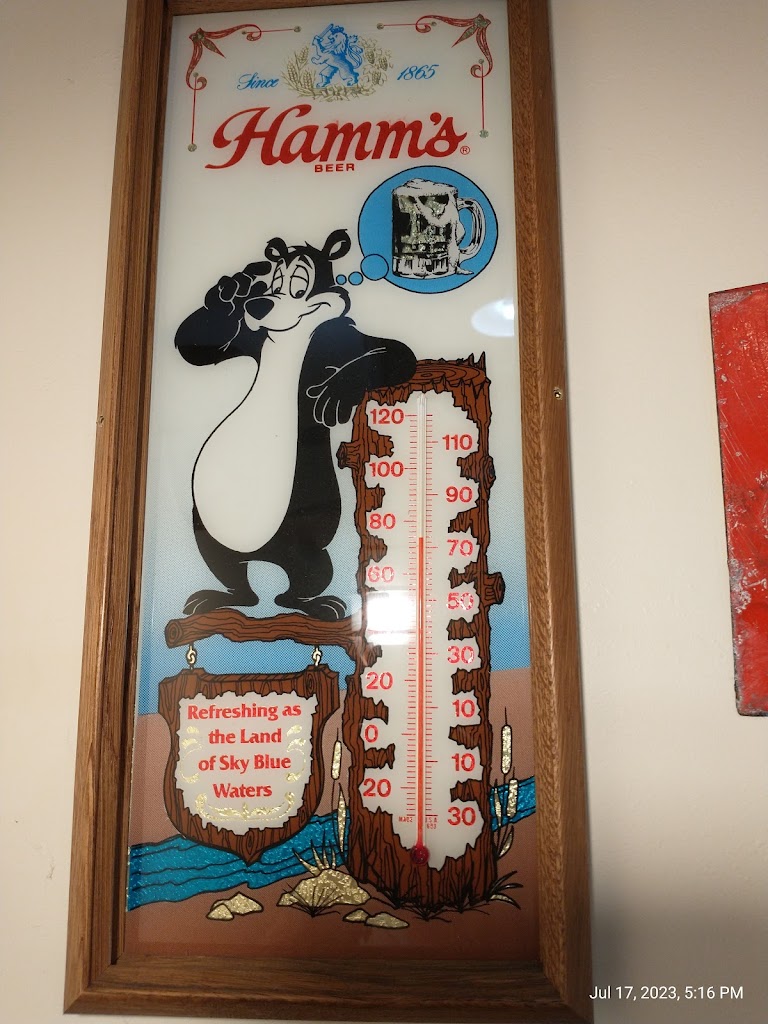 Since 1865
Hamm's®
BEER
120
110
100
90
80
70
60
50
30
20
10
0
10
20
30
Refreshing as
the Land
of Sky Blue
Waters
Jul 17, 2023, 5:16 PM